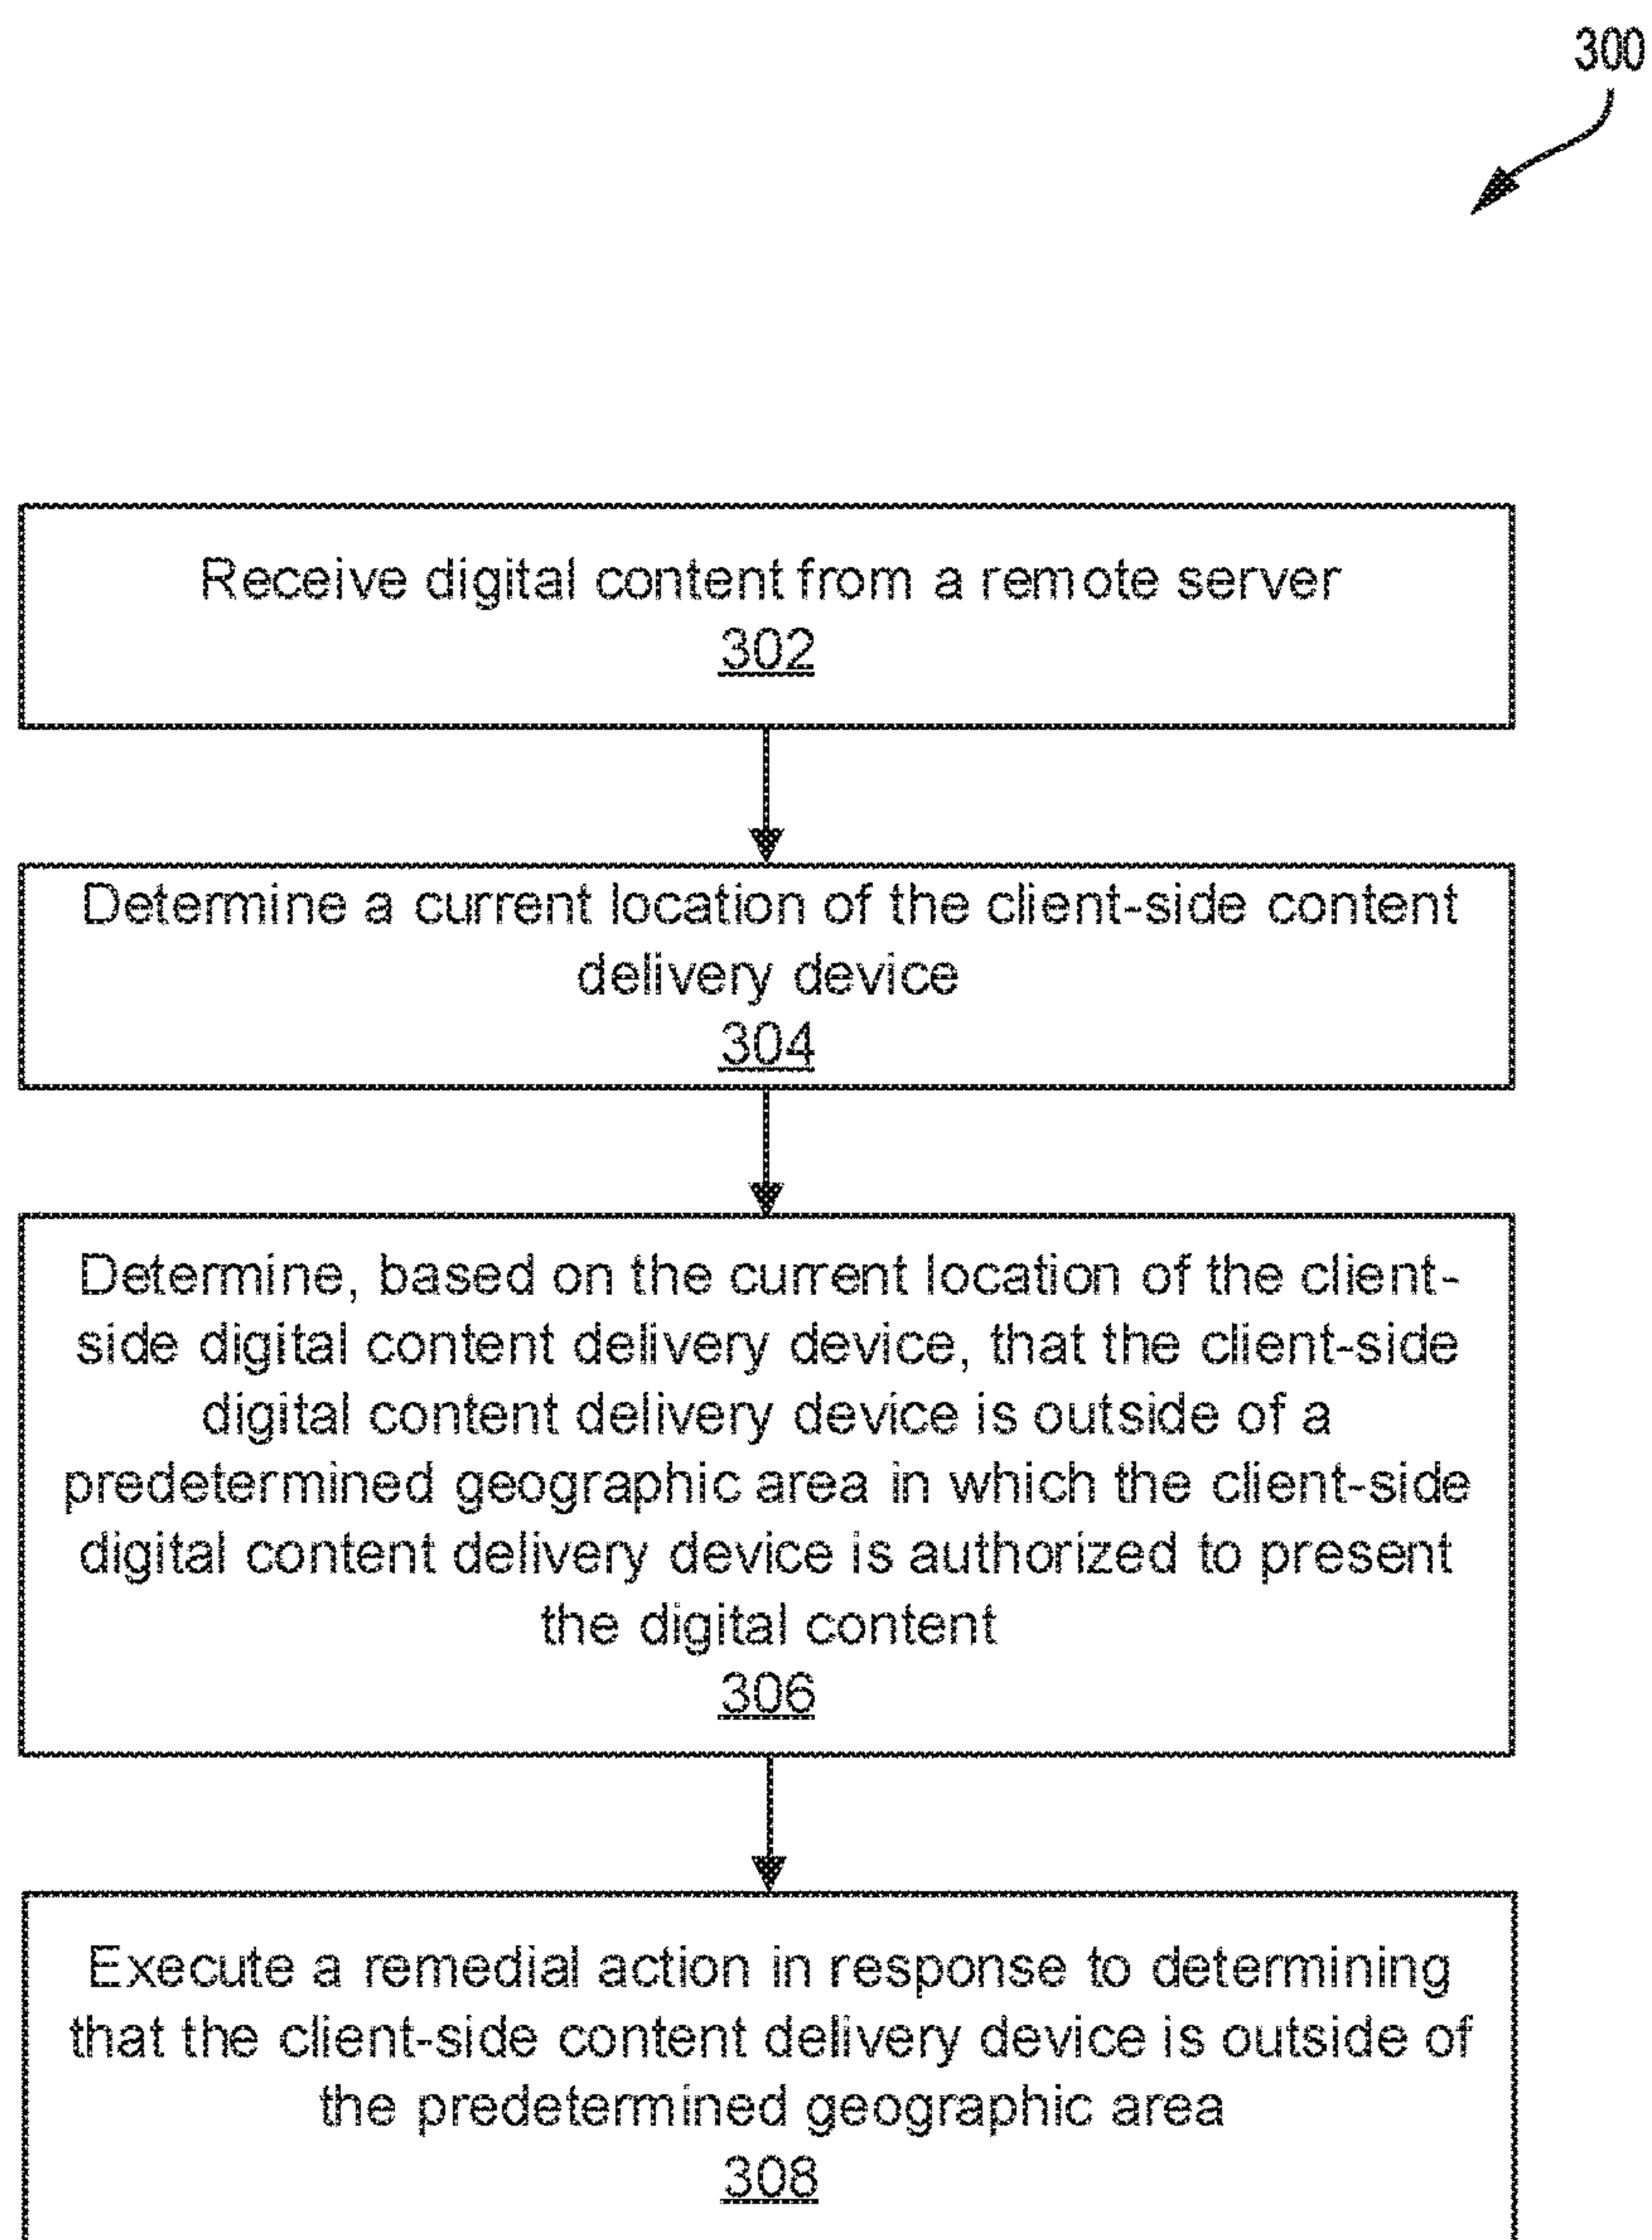 300
Receive digital content from a remote server
302
Determine a current location of the client-side content
delivery device
304
Determine, based on the current location of the client-
side digital content delivery device, that the client-side
digital content delivery device is outside of a
predetermined geographic area in which the client-side
digital content delivery device is authorized to present
the digital content
306
Execute a remedial action in response to determining
that the client-side content delivery device is outside of
the predetermined geographic area
308